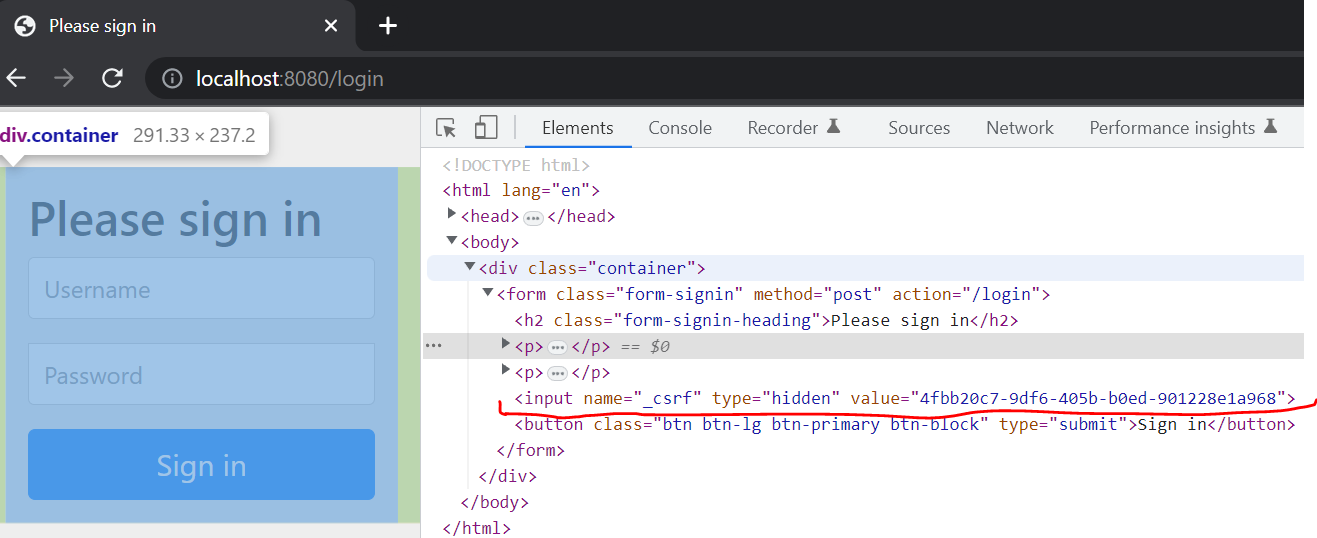 Please sign in
localhost:8080/login
div.container 291.33 × 237.2
Please sign in
Username
Password
Sign in
Elements Console Recorder Sources Network Performance insights
<!DOCTYPE html>
<html lang="en">
<head>…</head>
<body>
<div class="container">
<form class="form-signin" method="post" action="/login">
<h2 class="form-signin-heading">Please sign in</h2>
<p>…</p> == $0
<p>…</p>
<input name="_csrf" type="hidden" value="4fbb20c7-9df6-405b-b0ed-901228e1a968">
<button class="btn btn-lg btn-primary btn-block" type="submit">Sign in</button>
</form>
</div>
</body>
</html>